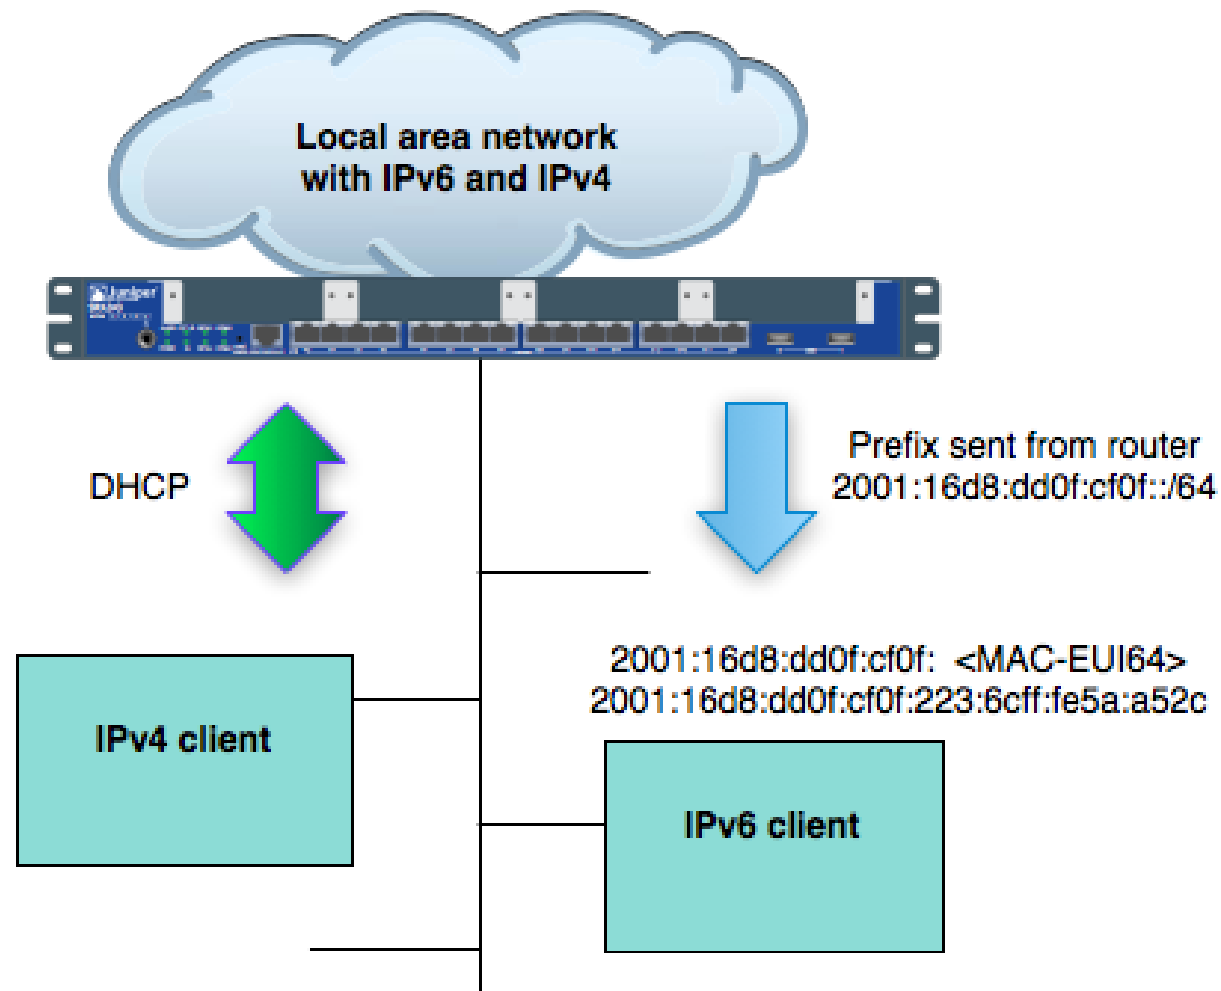 Local area network
with IPv6 and IPv4
Juniper
DHCP
Prefix sent from router
2001:16d8:dd0f:cf0f::/64
2001:16d8:dd0f:cf0f: <MAC-EUI64>
2001:16d8:dd0f:cf0f:223:6cff:fe5a:a52c
IPv4 client
IPv6 client